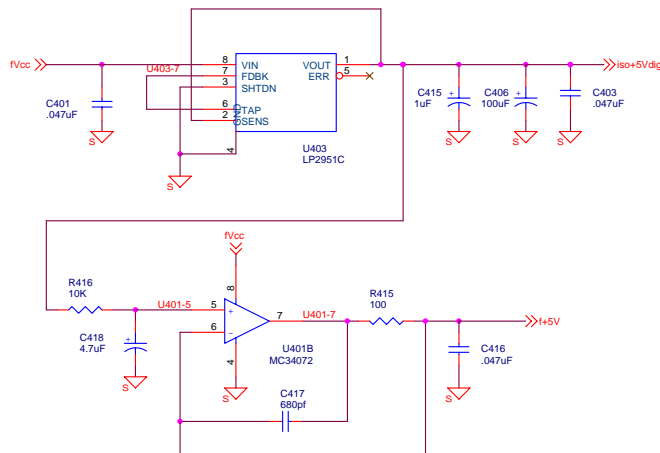 fVcc
8
VIN
VOUT
1
iso+5Vdig
U403-7
7
FDBK
ERR
5
3
SHTDN
C401
.047uF
C415
1uF
+
C406
100uF
+
C403
.047uF
6
TAP
2
SENS
4
U403
LP2951C
S
S
S
S
S
fVcc
R416
10K
8
R415
100
U401-5
5
+
7
U401-7
f+5V
6
-
C418
4.7uF
+
4
U401B
MC34072
C416
.047uF
S
S
C417
680pf
S